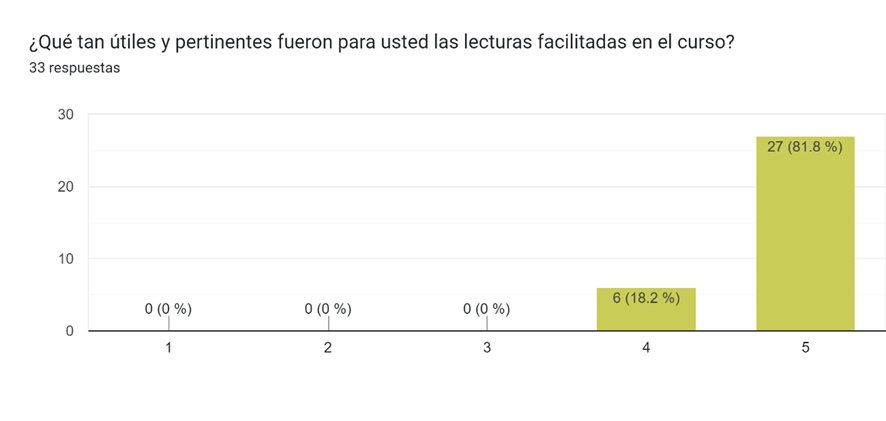 ¿Qué tan útiles y pertinentes fueron para usted las lecturas facilitadas en el curso?
33 respuestas
30
20
10
0
27 (81.8 %)
6 (18.2 %)
0 (0 %) 0 (0 %) 0 (0 %)
1 2 3 4 5